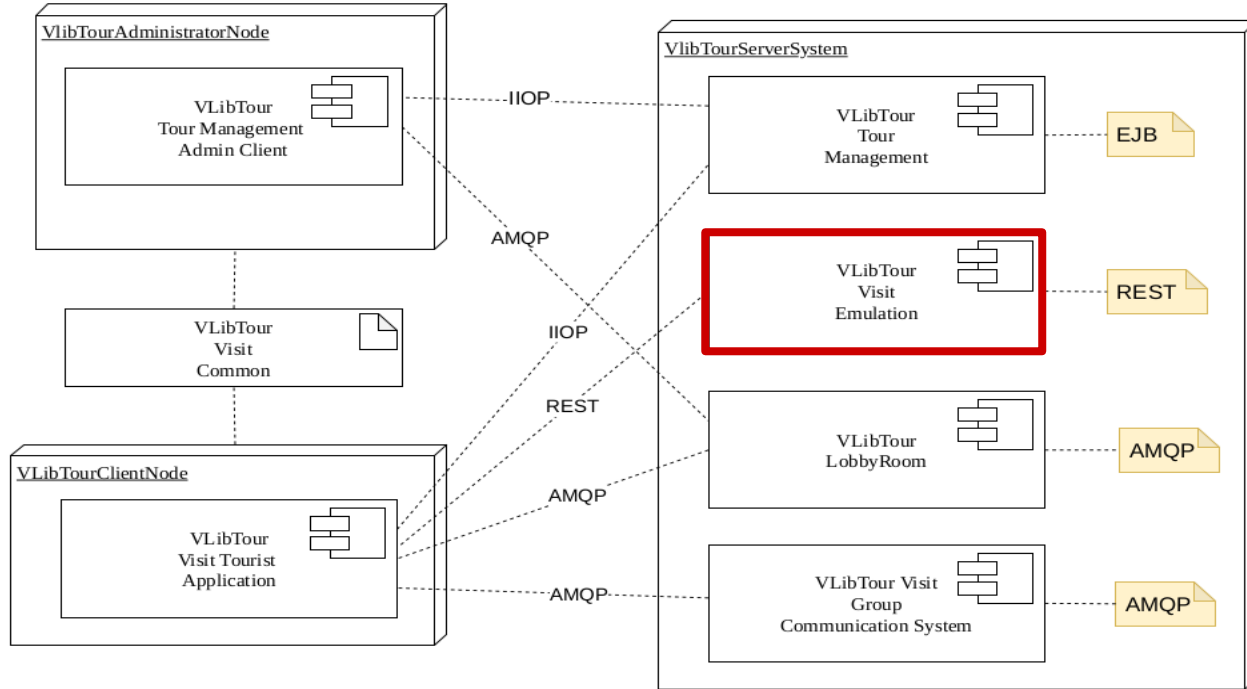 VlibTourAdministratorNode
VLibTour
Tour Management
Admin Client
VLibTour
Visit
Common
VLibTourClientNode
VLibTour
Visit Tourist
Application
IIOP
AMQP
IIOP
REST
AMQP
AMQP
VlibTourServerSystem
VLibTour
Tour
Management
EJB
VLibTour
Visit
Emulation
REST
VLibTour
LobbyRoom
AMQP
VLibTour Visit
Group
Communication System
AMQP